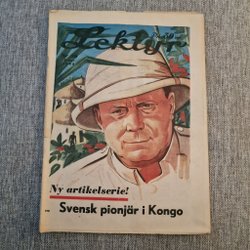 Lektyr
Ny artikelserie!
Svensk pionjär i Kongo